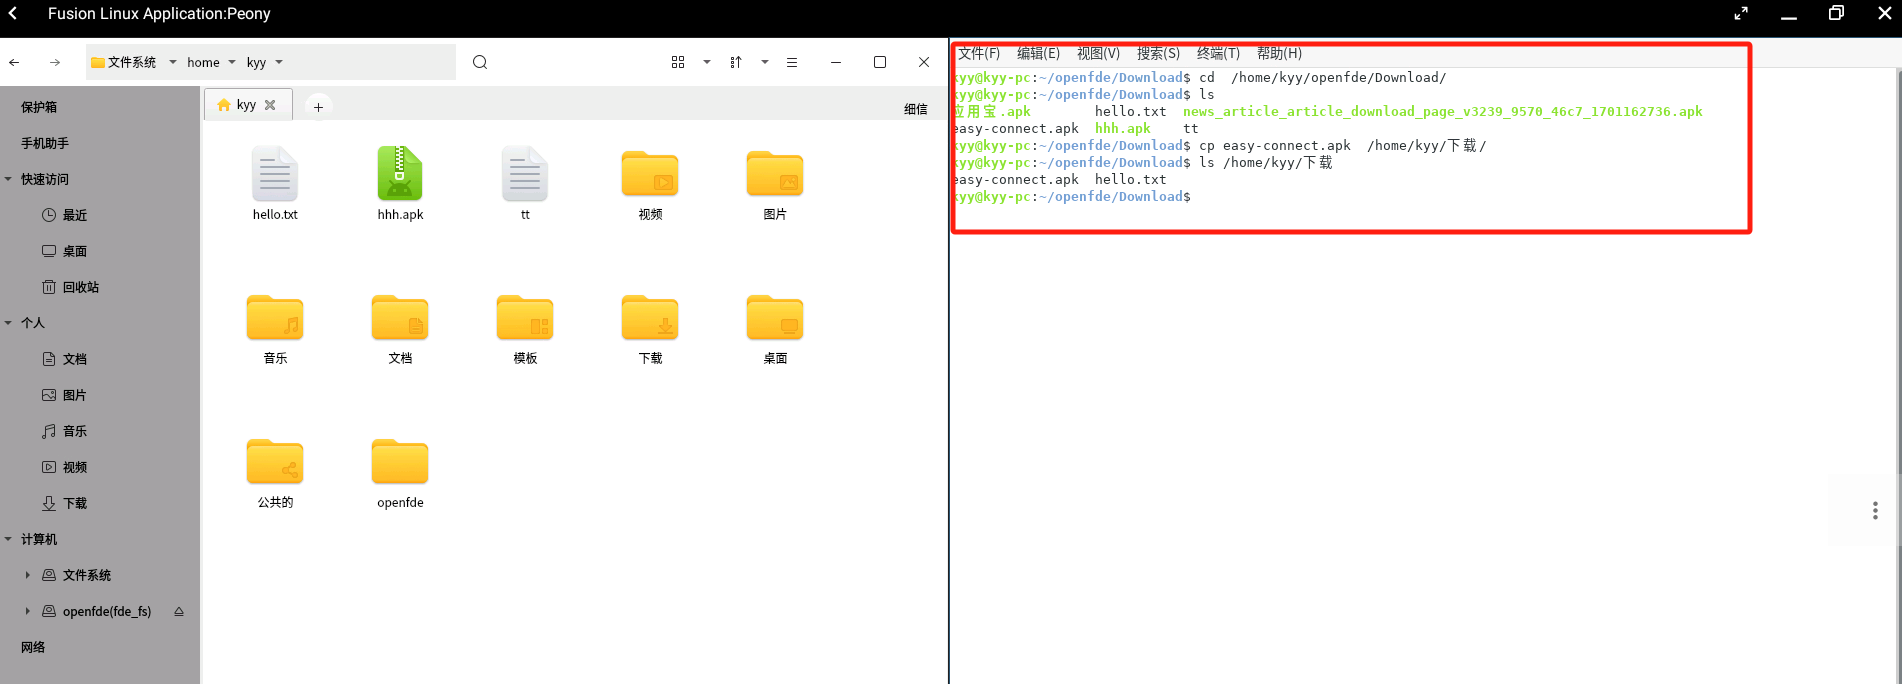 Fusion Linux Application:Peony
文件系统 home kyy
保护箱
手机助手
快速访问
最近
桌面
回收站
个人
文档
图片
音乐
视频
下载
计算机
文件系统
openfde(fde_fs)
网络
kyy
细信
hello.txt
hhh.apk
tt
视频
图片
音乐
文档
模板
下载
桌面
公共的
openfde
文件(F) 编辑(E) 视图(V) 搜索(S) 终端(T) 帮助(H)
kyy@kyy-pc:~/openfde/Download$ cd  /home/kyy/openfde/Download/
kyy@kyy-pc:~/openfde/Download$ ls
应用宝.apk        hello.txt  news_article_article_download_page_v3239_9570_46c7_1701162736.apk
easy-connect.apk  hhh.apk    tt
kyy@kyy-pc:~/openfde/Download$ cp easy-connect.apk  /home/kyy/下载/
kyy@kyy-pc:~/openfde/Download$ ls /home/kyy/下载
easy-connect.apk  hello.txt
kyy@kyy-pc:~/openfde/Download$